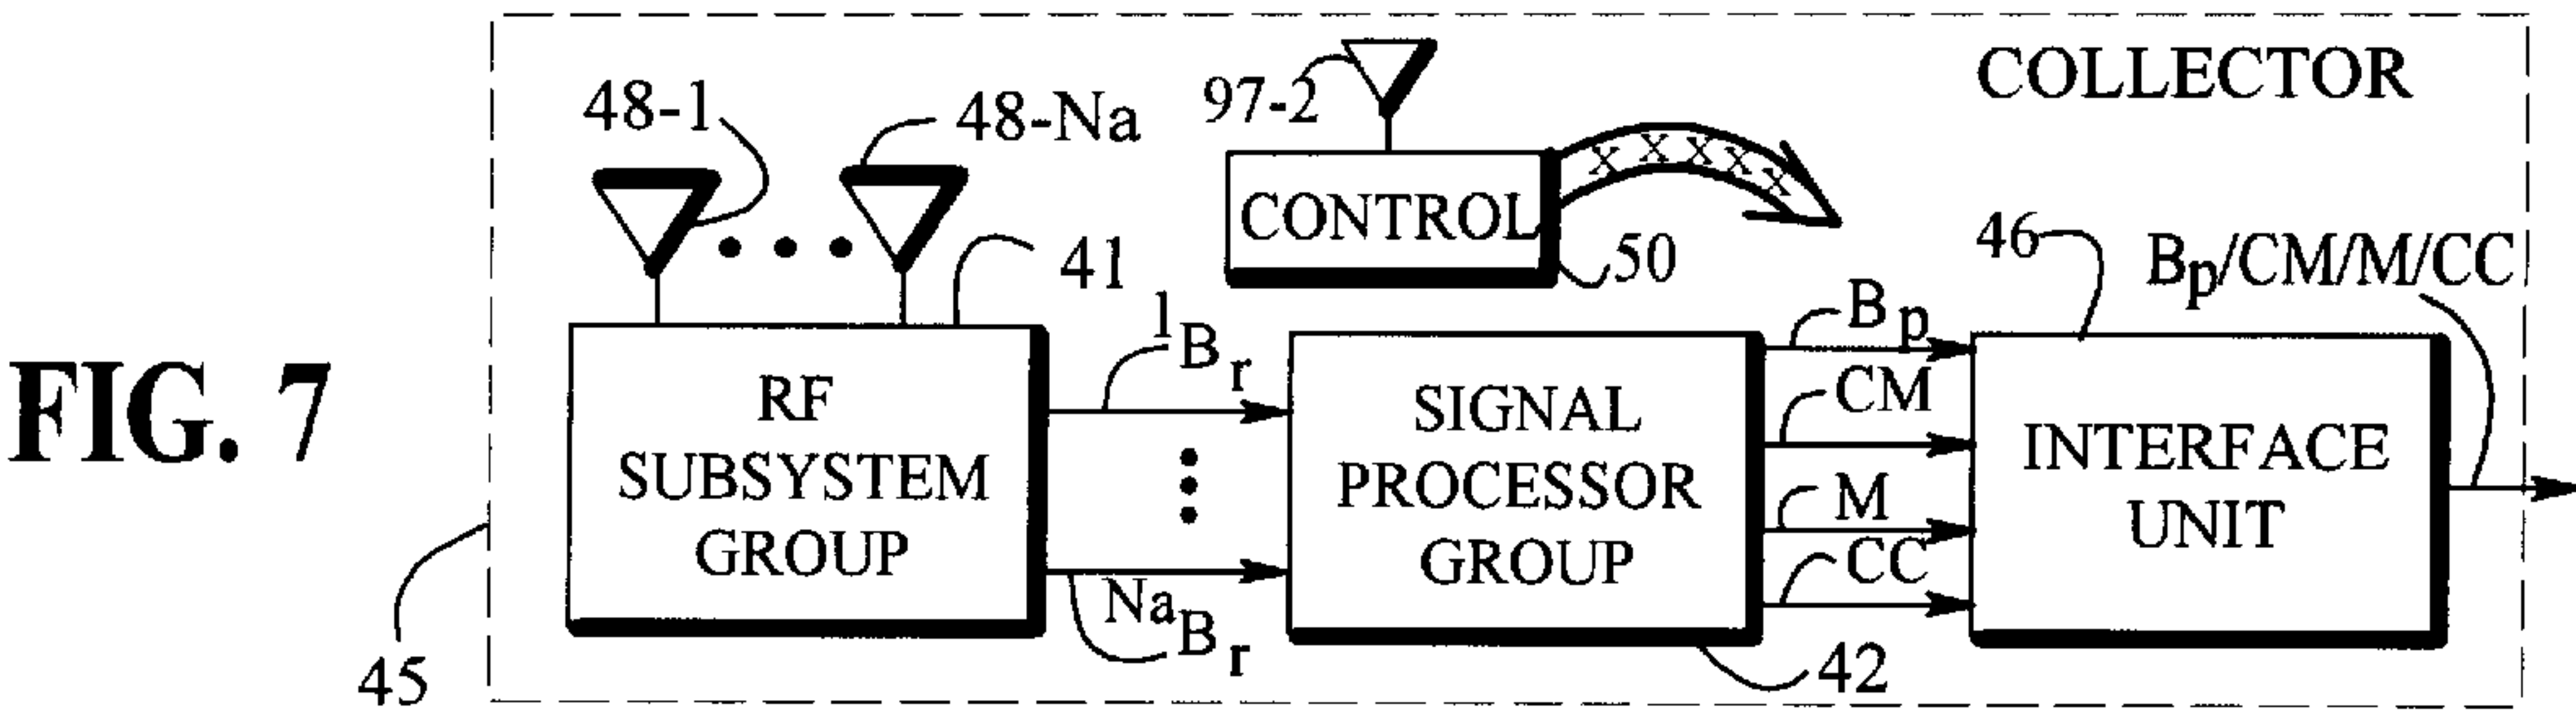 FIG. 7
COLLECTOR
48-1
48-Na
97-2
CONTROL
X X X X X
50
41
46
Bp/CM/M/CC
RF
SUBSYSTEM
GROUP
1Br
NaBr
SIGNAL
PROCESSOR
GROUP
Bp
CM
M
CC
INTERFACE
UNIT
45
42